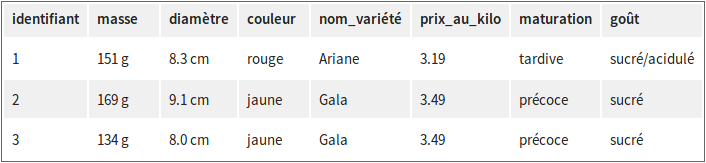 identifiant masse diamètre couleur nom_variété prix_au_kilo maturation goût
1 151 g 8.3 cm rouge Ariane 3.19 tardive sucré/acidulé
2 169 g 9.1 cm jaune Gala 3.49 précoce sucré
3 134 g 8.0 cm jaune Gala 3.49 précoce sucré